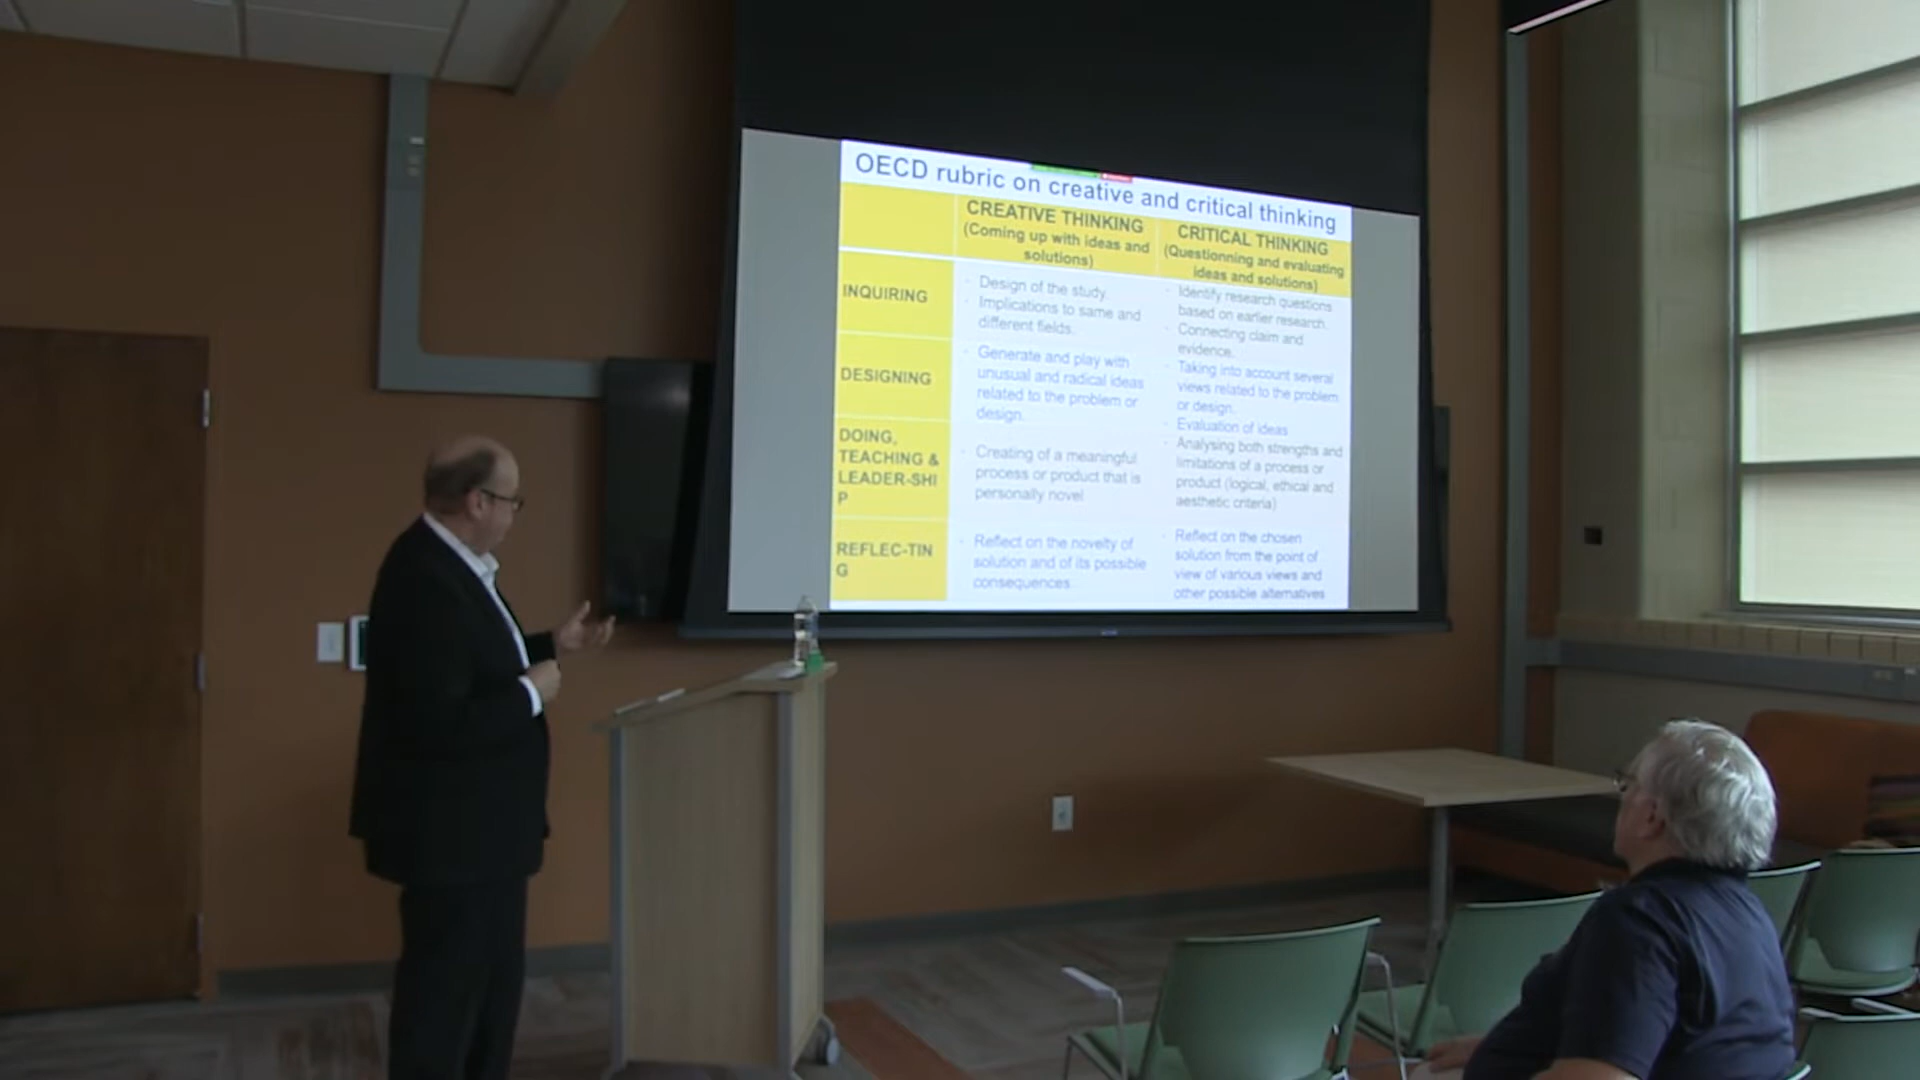 OECD rubric on creative and critical thinking
CREATIVE THINKING
(Coming up with ideas and
solutions)
CRITICAL THINKING
(Questionning and evaluating
ideas and solutions)
INQUIRING
· Design of the study.
· Implications to same and
different fields.
· Identify research questions
based on earlier research.
· Connecting claim and
evidence.
DESIGNING
· Generate and play with
unusual and radical ideas
related to the problem or
design.
· Taking into account several
views related to the problem
or design.
· Evaluation of ideas
DOING,
TEACHING &
LEADER-SHI
P
· Creating of a meaningful
process or product that is
personally novel
· Analysing both strengths and
limitations of a process or
product (logical, ethical and
aesthetic criteria)
REFLEC-TIN
G
· Reflect on the novelty of
solution and of its possible
consequences
· Reflect on the chosen
solution from the point of
view of various views and
other possible alternatives